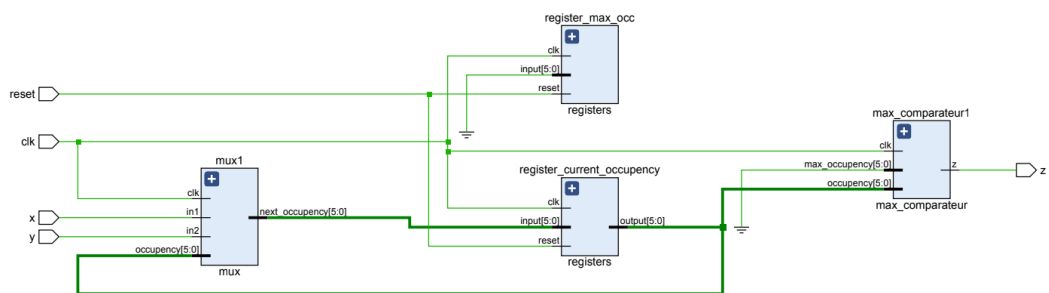 register_max_occ
clk
input[5:0]
reset
registers
reset
clk
mux1
clk
x
in1
y
in2
occupency[5:0]
next_occupency[5:0]
mux
register_current_occupency
clk
input[5:0]
output[5:0]
reset
registers
max_comparateur1
clk
max_occupency[5:0]
z
occupency[5:0]
max_comparateur
z